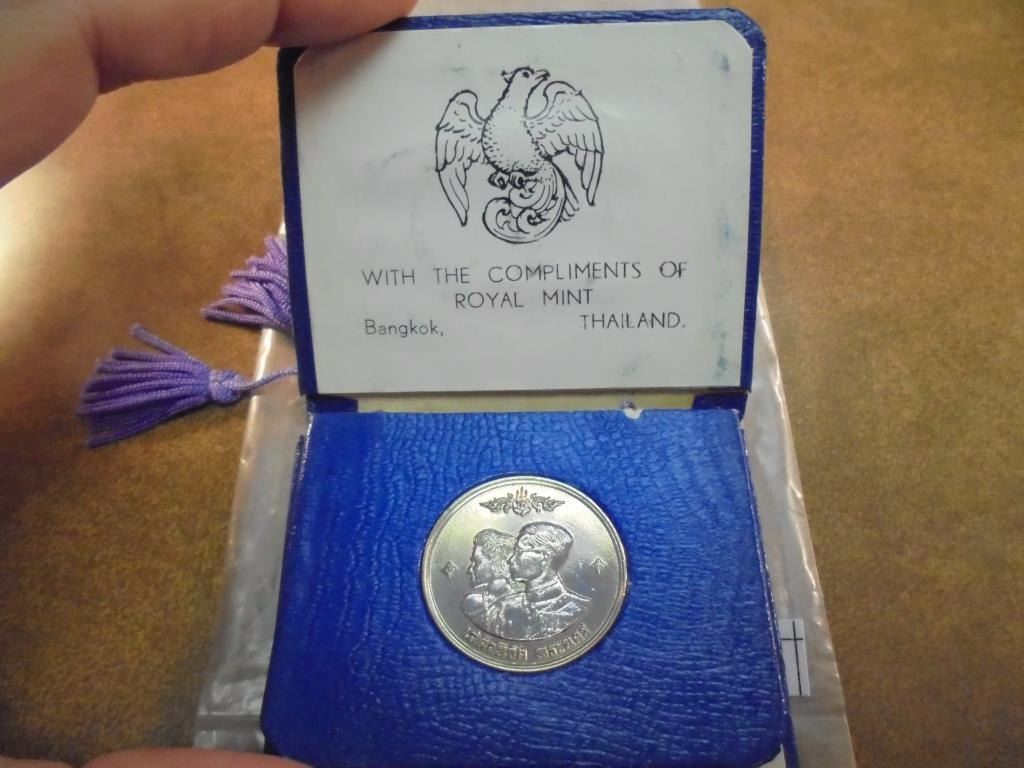 WITH THE COMPLIMENTS OF
ROYAL MINT
Bangkok, THAILAND.